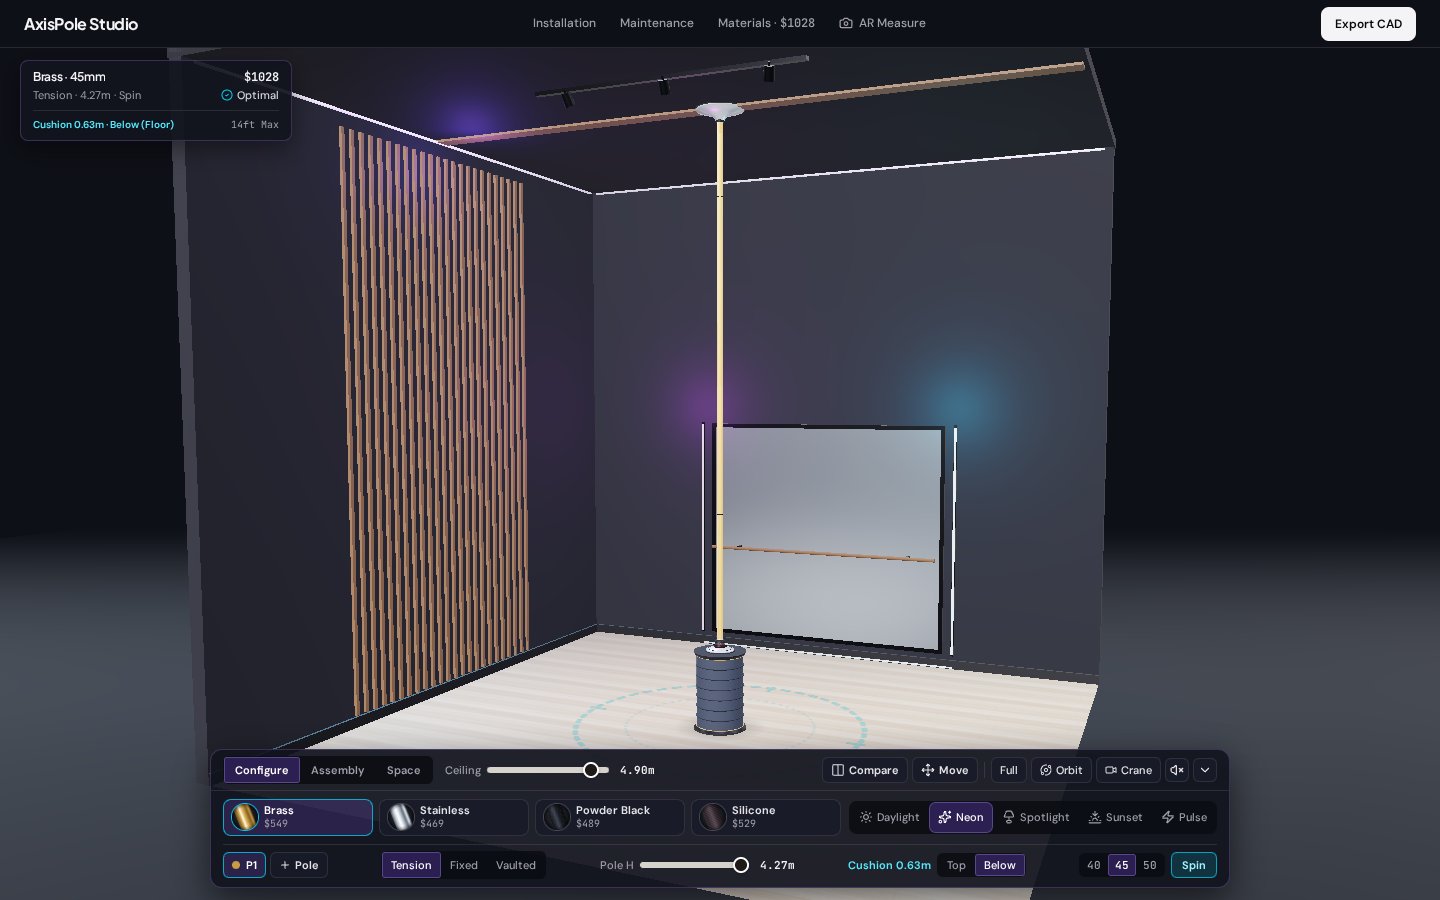 AxisPole Studio
Installation
Maintenance
Materials · $1028
AR Measure
Export CAD
Brass · 45mm $1028
Tension · 4.27m · Spin Optimal
Cushion 0.63m · Below (Floor) 14ft Max
Configure Assembly Space Ceiling 4.90m Compare Move Full Orbit Crane
Brass
$549
Stainless
$469
Powder Black
$489
Silicone
$529
Daylight Neon Spotlight Sunset Pulse
P1 + Pole Tension Fixed Vaulted Pole H 4.27m Cushion 0.63m Top Below 40 45 50 Spin